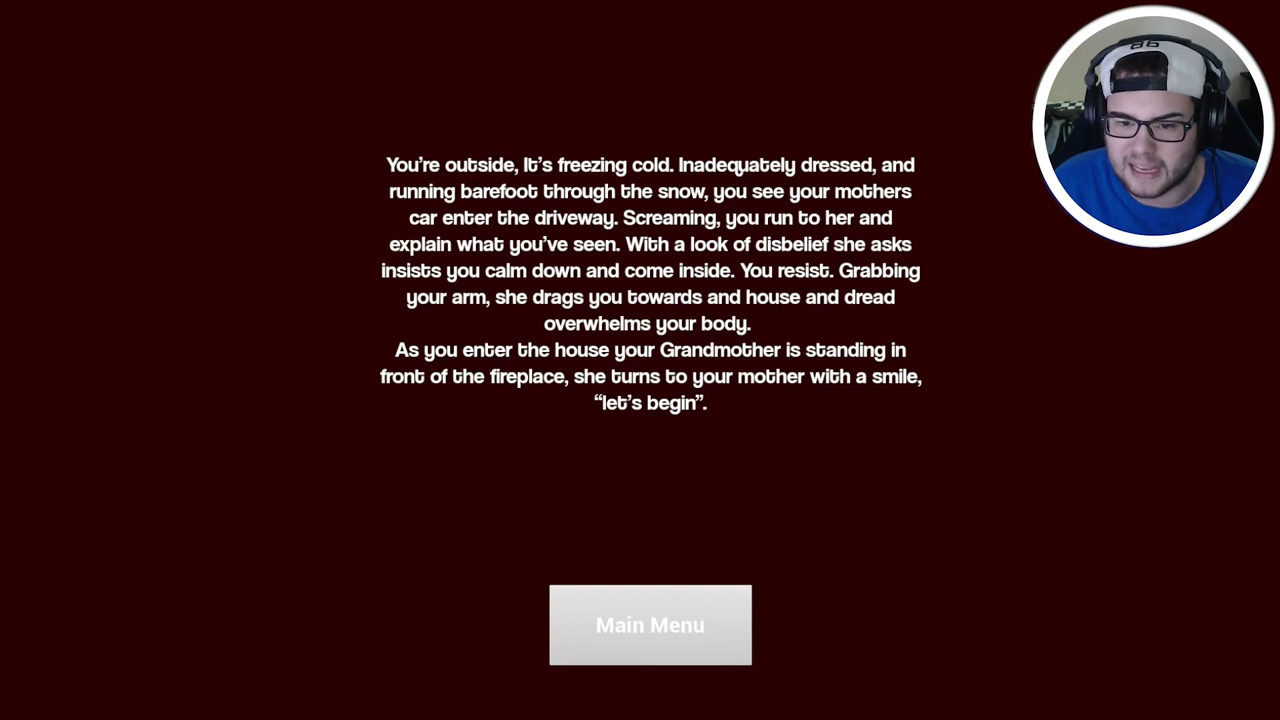 You're outside, It's freezing cold. Inadequately dressed, and
running barefoot through the snow, you see your mothers
car enter the driveway. Screaming, you run to her and
explain what you've seen. With a look of disbelief she asks
insists you calm down and come inside. You resist. Grabbing
your arm, she drags you towards and house and dread
overwhelms your body.
As you enter the house your Grandmother is standing in
front of the fireplace, she turns to your mother with a smile,
“let's begin”.
Main Menu